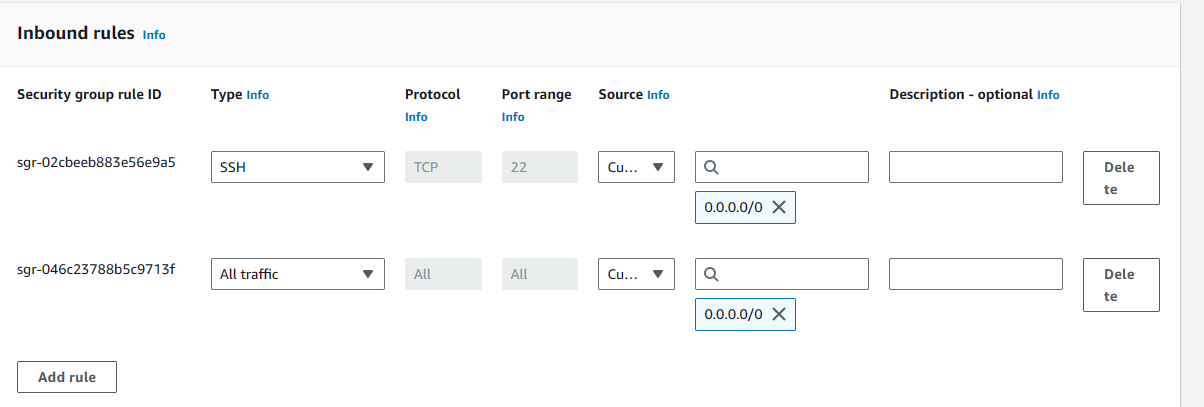 Inbound rules Info
Security group rule ID Type Info Protocol Info Port range Info Source Info Description - optional Info
sgr-02cbeeb883e56e9a5 SSH TCP 22 Cu... Dele
te
0.0.0.0/0
sgr-046c23788b5c9713f All traffic All All Cu... Dele
te
0.0.0.0/0
Add rule